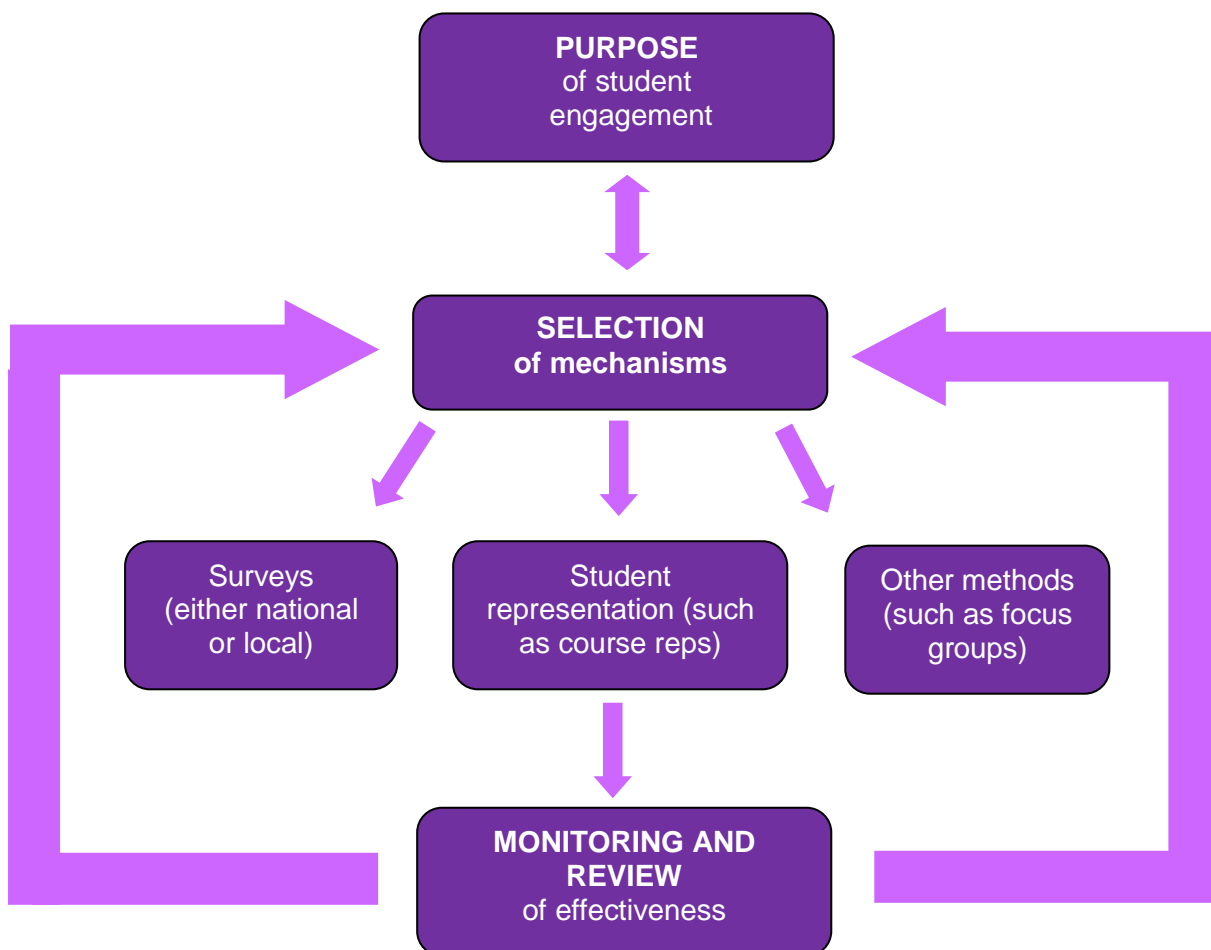 PURPOSE
of student
engagement
SELECTION
of mechanisms
Surveys
(either national
or local)
Student
representation (such
as course reps)
Other methods
(such as focus
groups)
MONITORING AND
REVIEW
of effectiveness